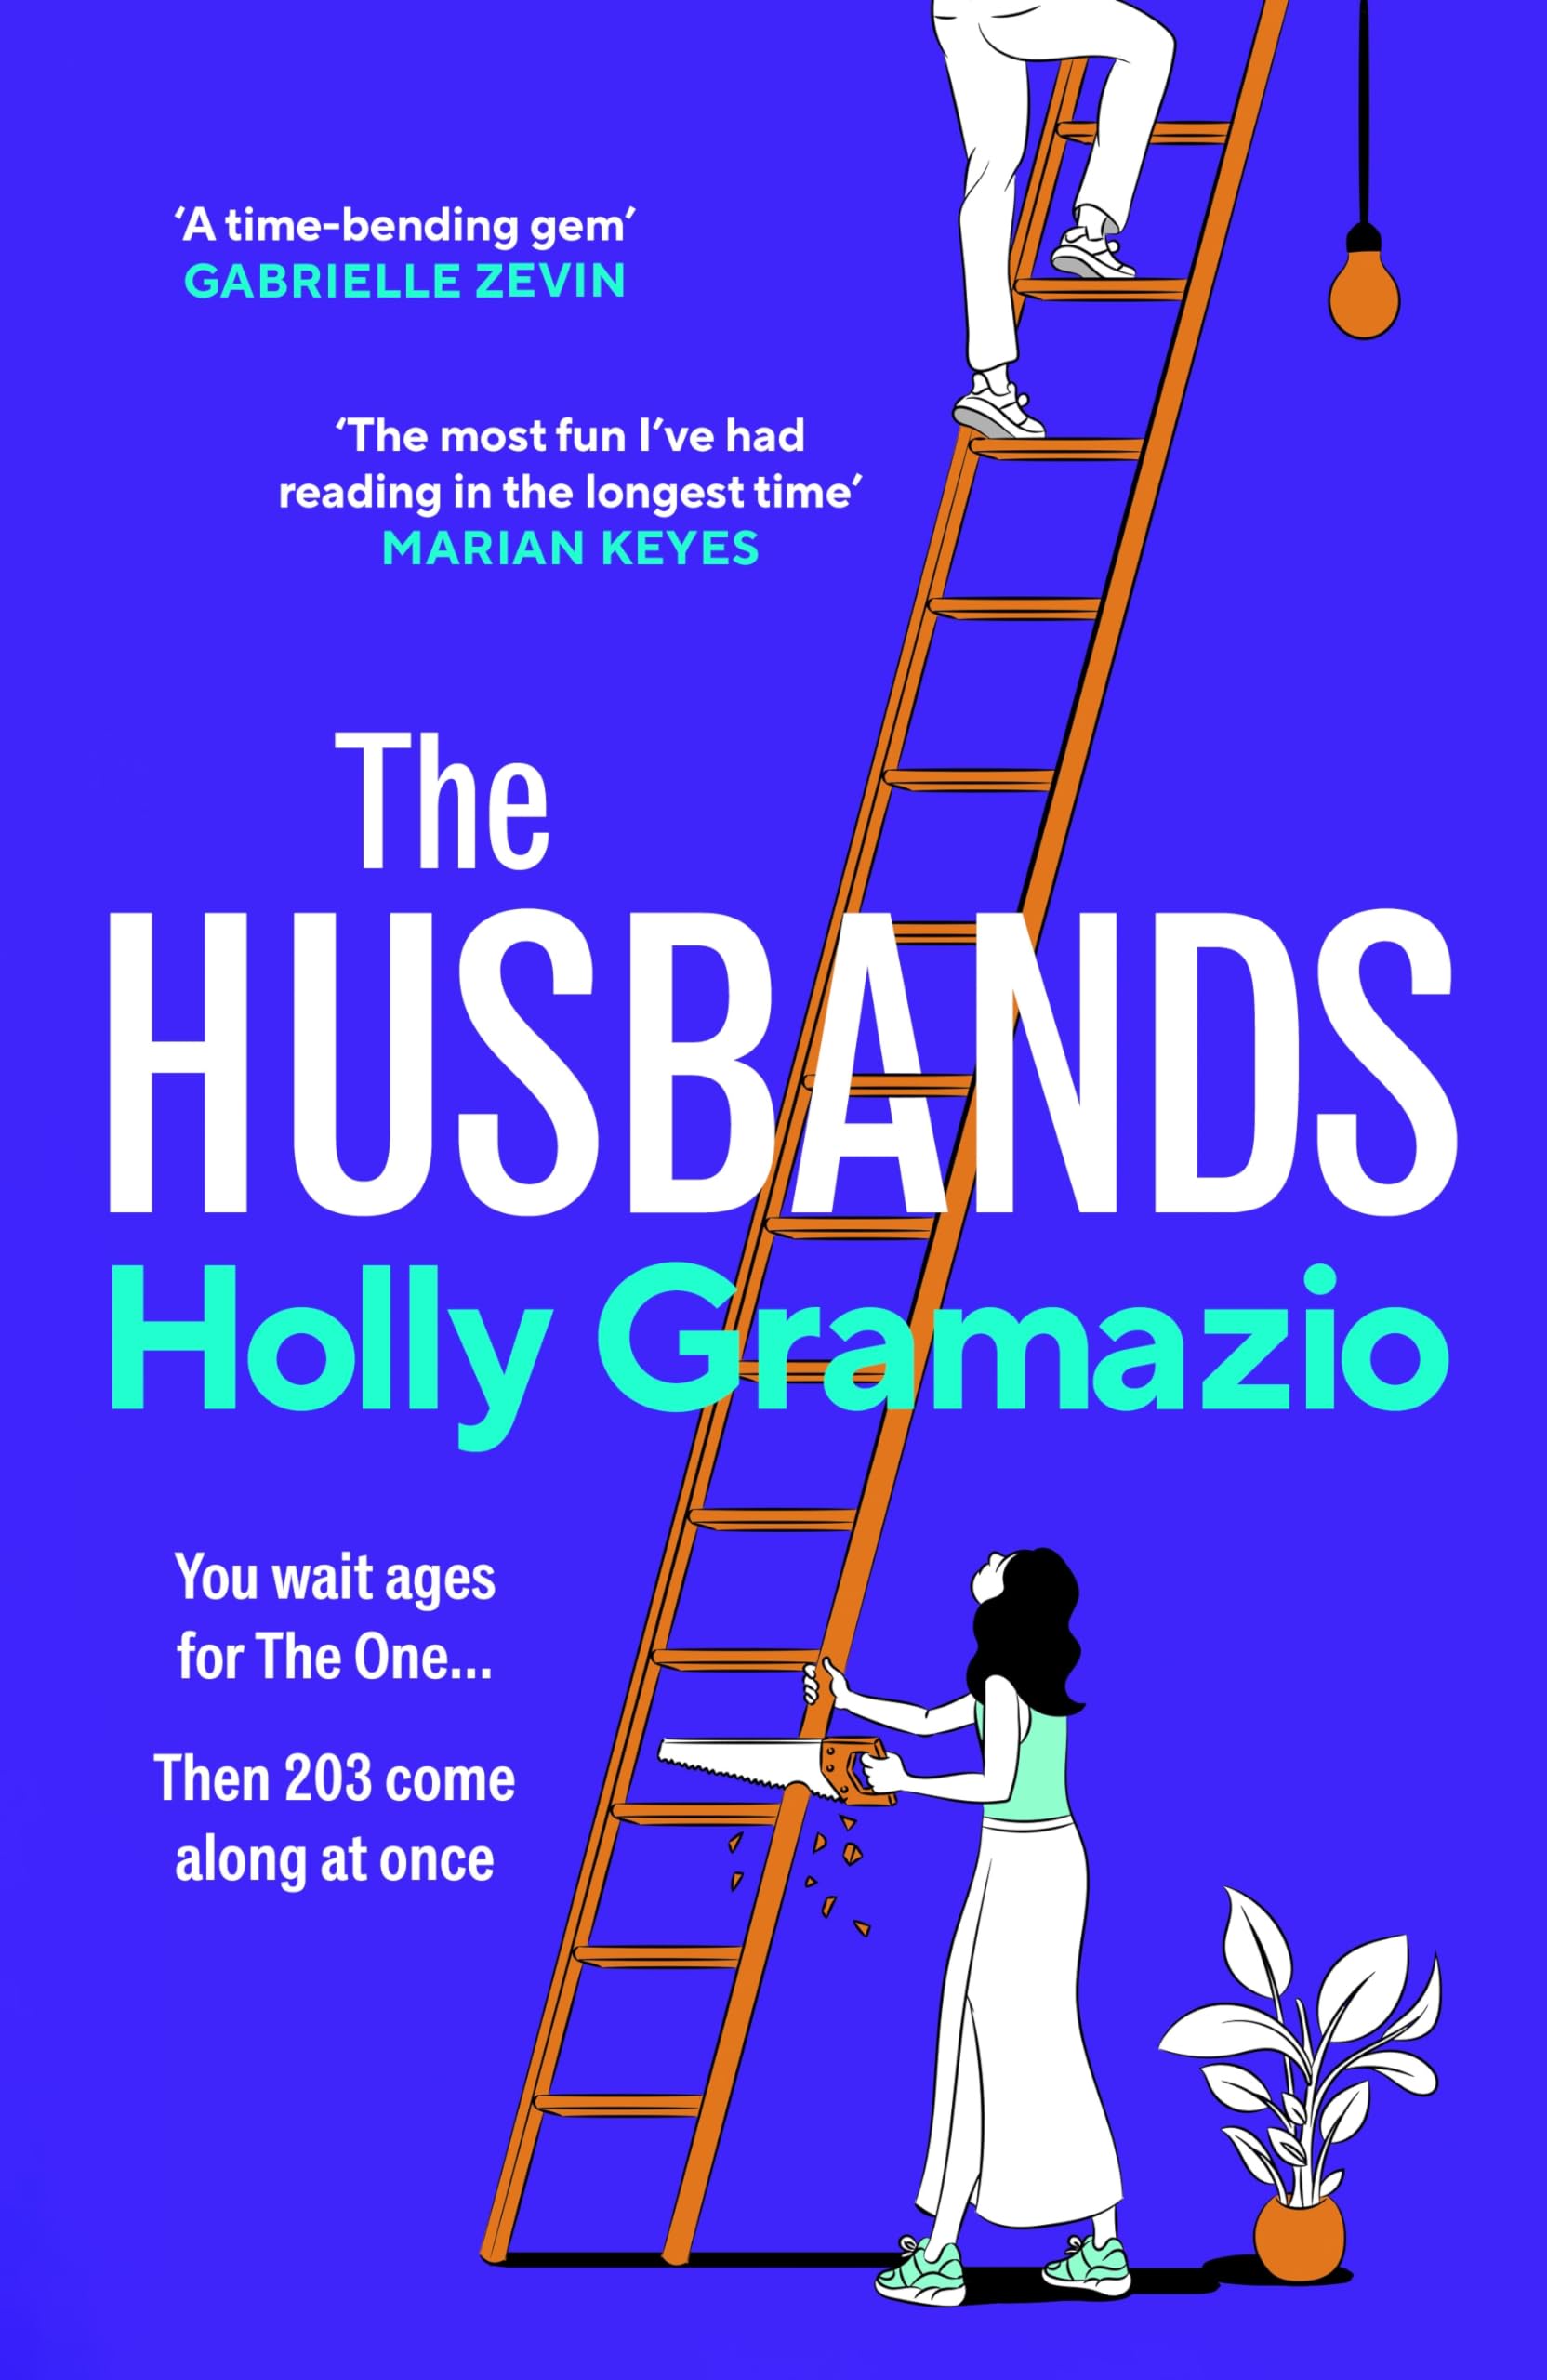 ‘A time-bending gem’
GABRIELLE ZEVIN
‘The most fun I’ve had
reading in the longest time’
MARIAN KEYES
The
HUSBANDS
Holly Gramazio
You wait ages
for The One...
Then 203 come
along at once